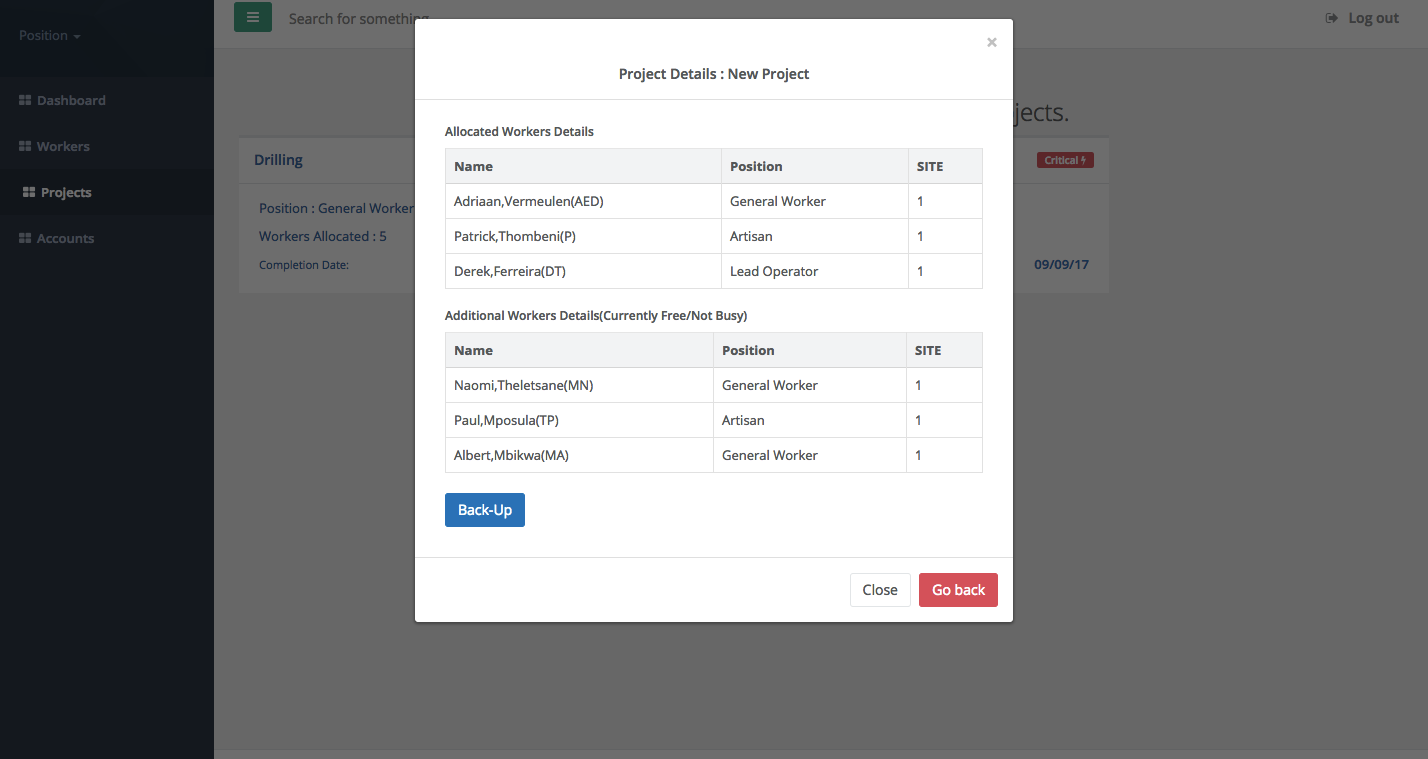 Position
Search for something
Log out
Dashboard
Workers
Projects
Accounts
jects.
Drilling
Critical
Position : General Worker
Workers Allocated : 5
Completion Date:
09/09/17
×
Project Details : New Project
Allocated Workers Details
Name Position SITE
Adriaan,Vermeulen(AED) General Worker 1
Patrick,Thombeni(P) Artisan 1
Derek,Ferreira(DT) Lead Operator 1
Additional Workers Details(Currently Free/Not Busy)
Name Position SITE
Naomi,Theletsane(MN) General Worker 1
Paul,Mposula(TP) Artisan 1
Albert,Mbikwa(MA) General Worker 1
Back-Up
Close Go back